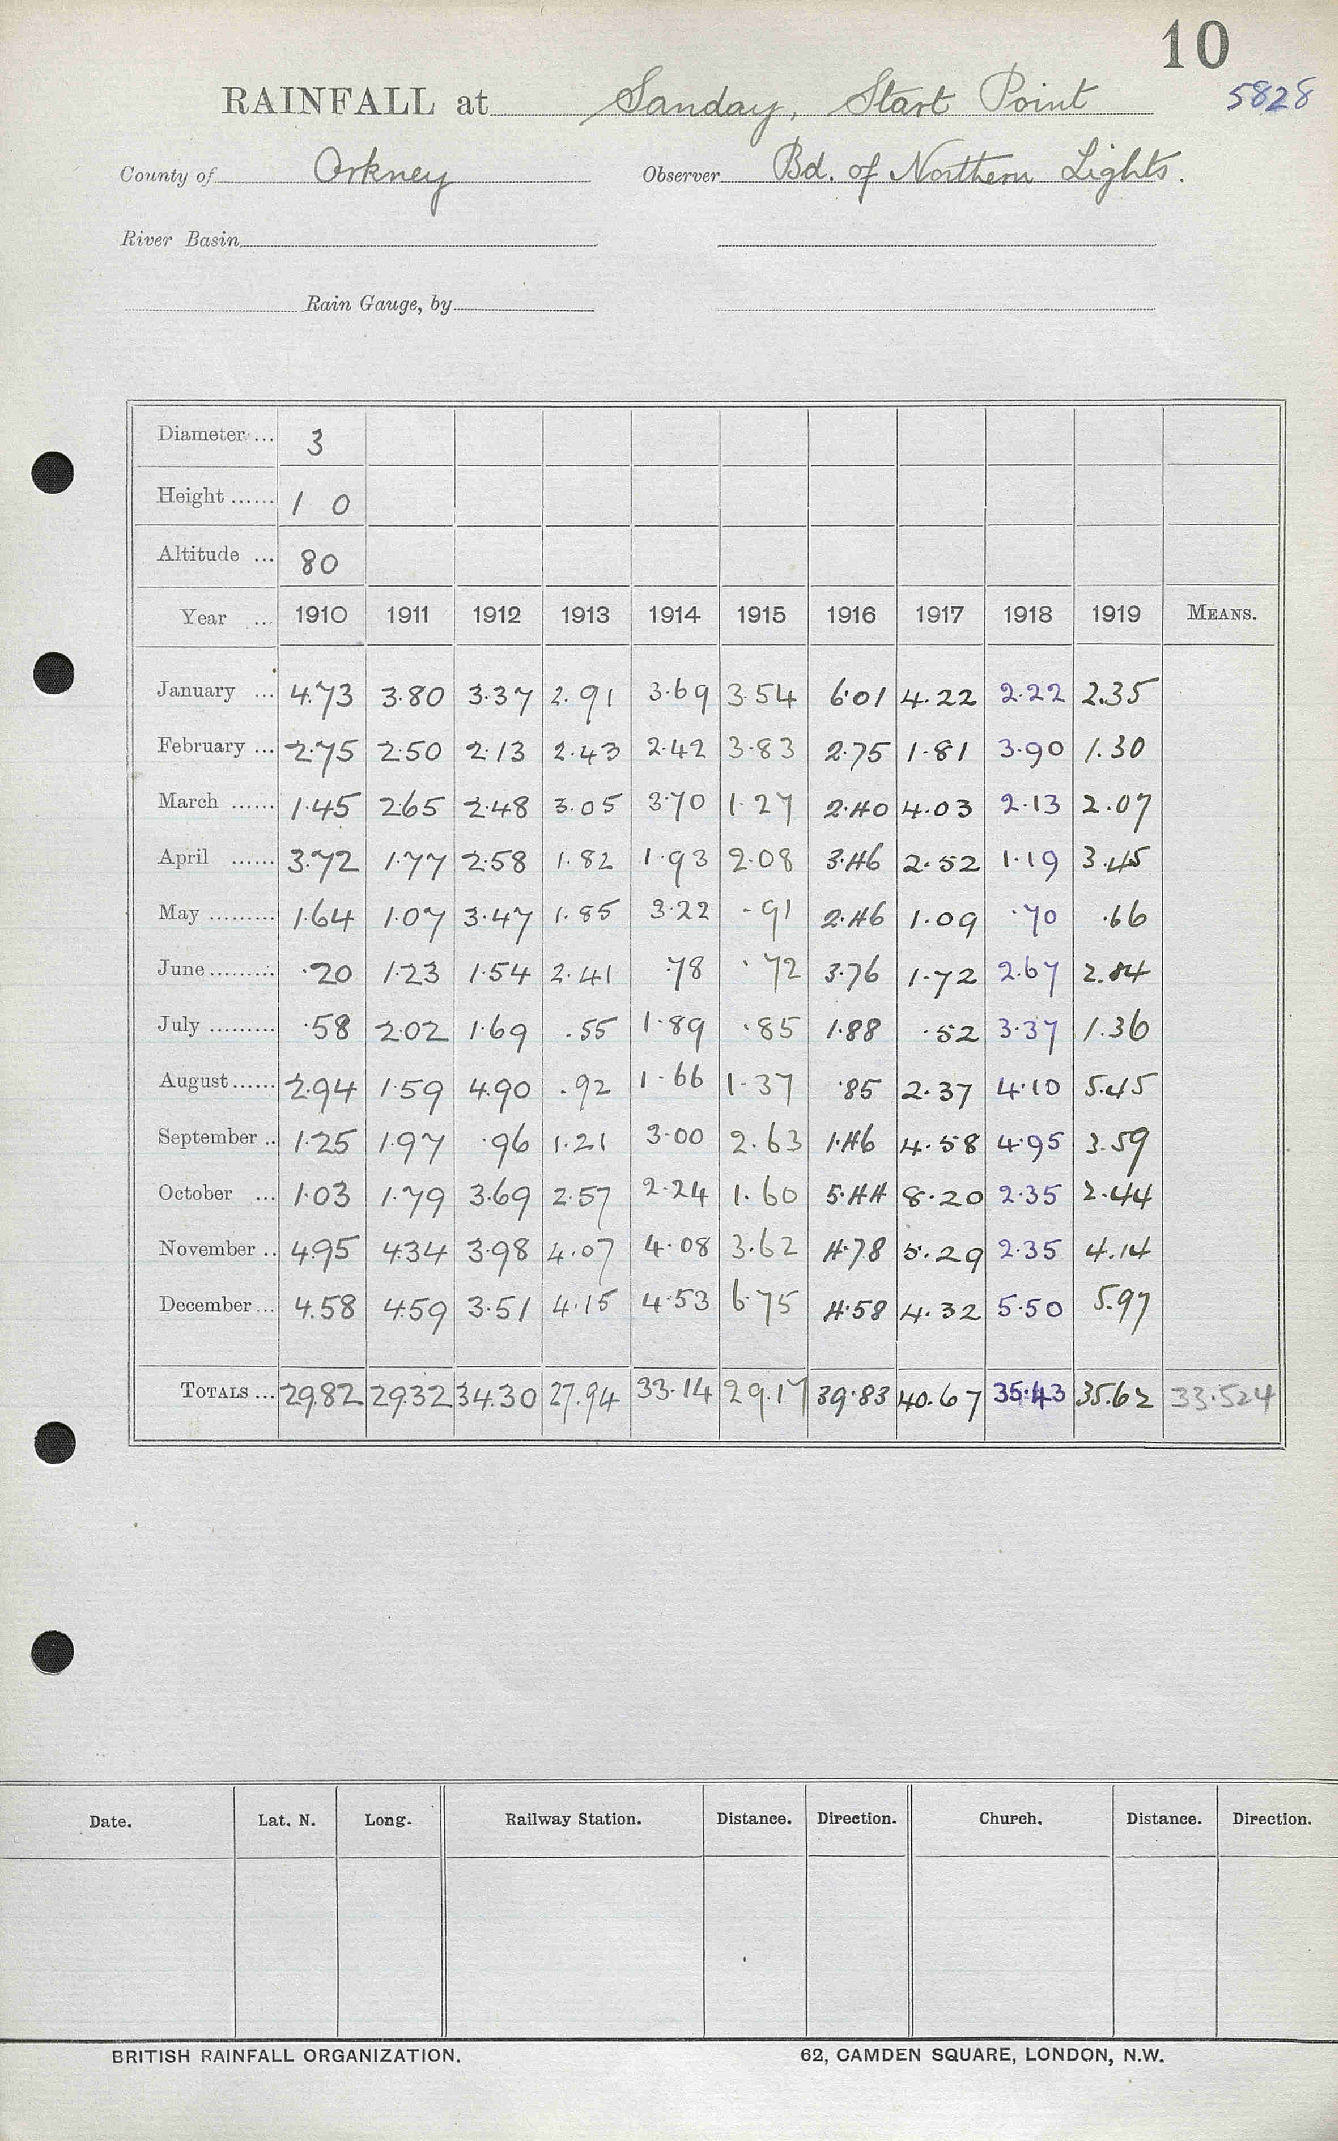 10
RAINFALL at Sanday, Start Point 5828
County of Orkney Observer Bd. of Northern Lights.
River Basin
Rain Gauge, by
Diameter ... 3
Height ...... 1 0
Altitude ... 80
Year ... 1910 1911 1912 1913 1914 1915 1916 1917 1918 1919 MEANS.
January ... 4.73 3.80 3.37 2.91 3.69 3.54 6.01 4.22 2.22 2.35
February ... 2.75 2.50 2.13 2.43 2.42 3.83 2.75 1.81 3.90 1.30
March ...... 1.45 2.65 2.48 3.05 3.70 1.27 2.40 4.03 2.13 2.07
April ...... 3.72 1.77 2.58 1.82 1.93 2.08 3.46 2.52 1.19 3.45
May ......... 1.64 1.07 3.47 1.85 3.22 .91 2.46 1.09 .70 .66
June ......... .20 1.23 1.54 2.41 .78 .72 3.76 1.72 2.67 2.84
July ......... .58 2.02 1.69 .55 1.89 .85 1.88 .52 3.37 1.36
August ...... 2.94 1.59 4.90 .92 1.66 1.37 .85 2.37 4.10 5.45
September .. 1.25 1.97 .96 1.21 3.00 2.63 1.46 4.58 4.95 3.59
October ... 1.03 1.79 3.69 2.57 2.24 1.60 5.44 8.20 2.35 2.44
November .. 4.95 4.34 3.98 4.07 4.08 3.62 4.78 5.29 2.35 4.14
December ... 4.58 4.59 3.51 4.15 4.53 6.75 4.58 4.32 5.50 5.97
TOTALS ... 29.82 29.32 34.30 27.94 33.14 29.17 39.83 40.67 35.43 35.62 33.524
Date. Lat. N. Long. Railway Station. Distance. Direction. Church. Distance. Direction.
BRITISH RAINFALL ORGANIZATION. 62, CAMDEN SQUARE, LONDON, N.W.